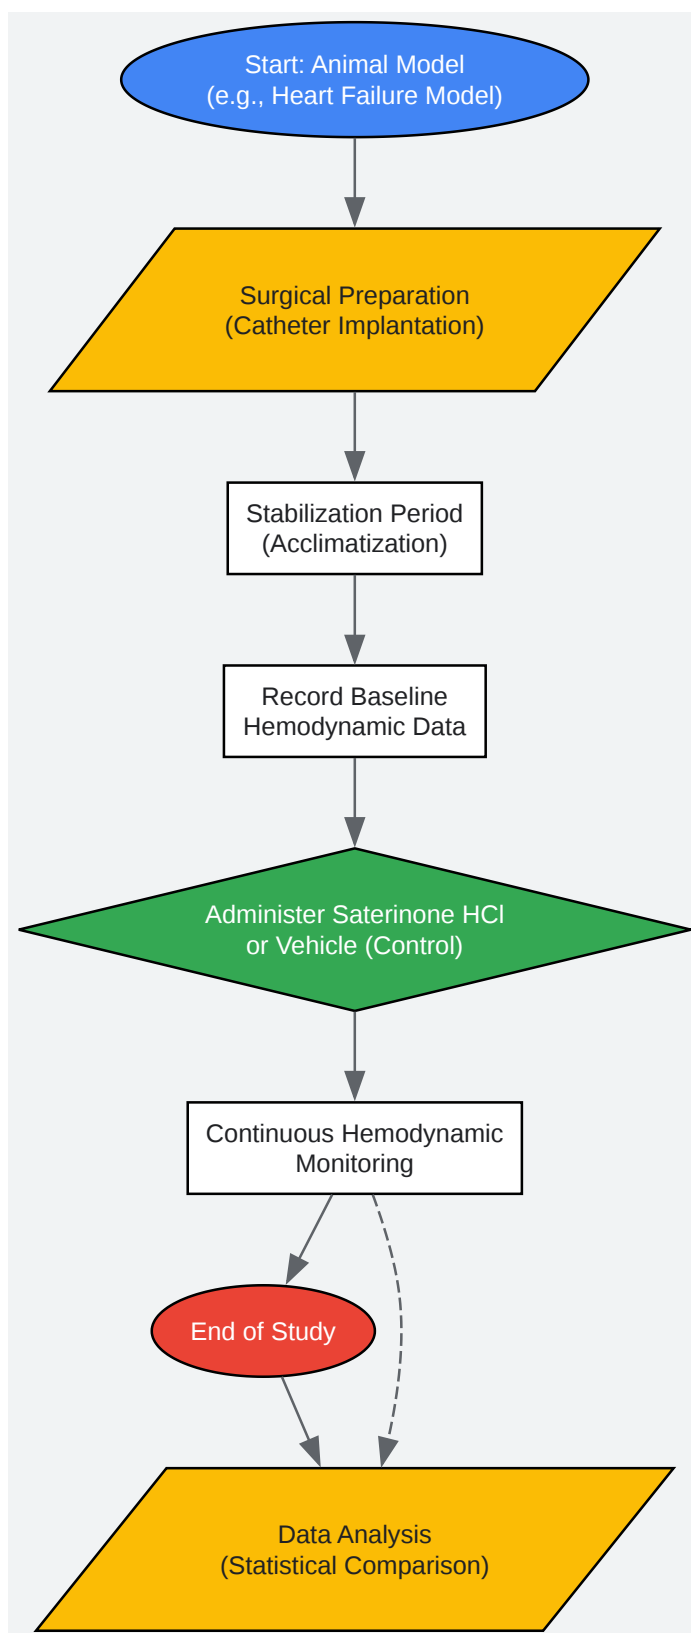 Start: Animal Model
(e.g., Heart Failure Model)
Surgical Preparation
(Catheter Implantation)
Stabilization Period
(Acclimatization)
Record Baseline
Hemodynamic Data
Administer Saterinone HCl
or Vehicle (Control)
Continuous Hemodynamic
Monitoring
End of Study
Data Analysis
(Statistical Comparison)